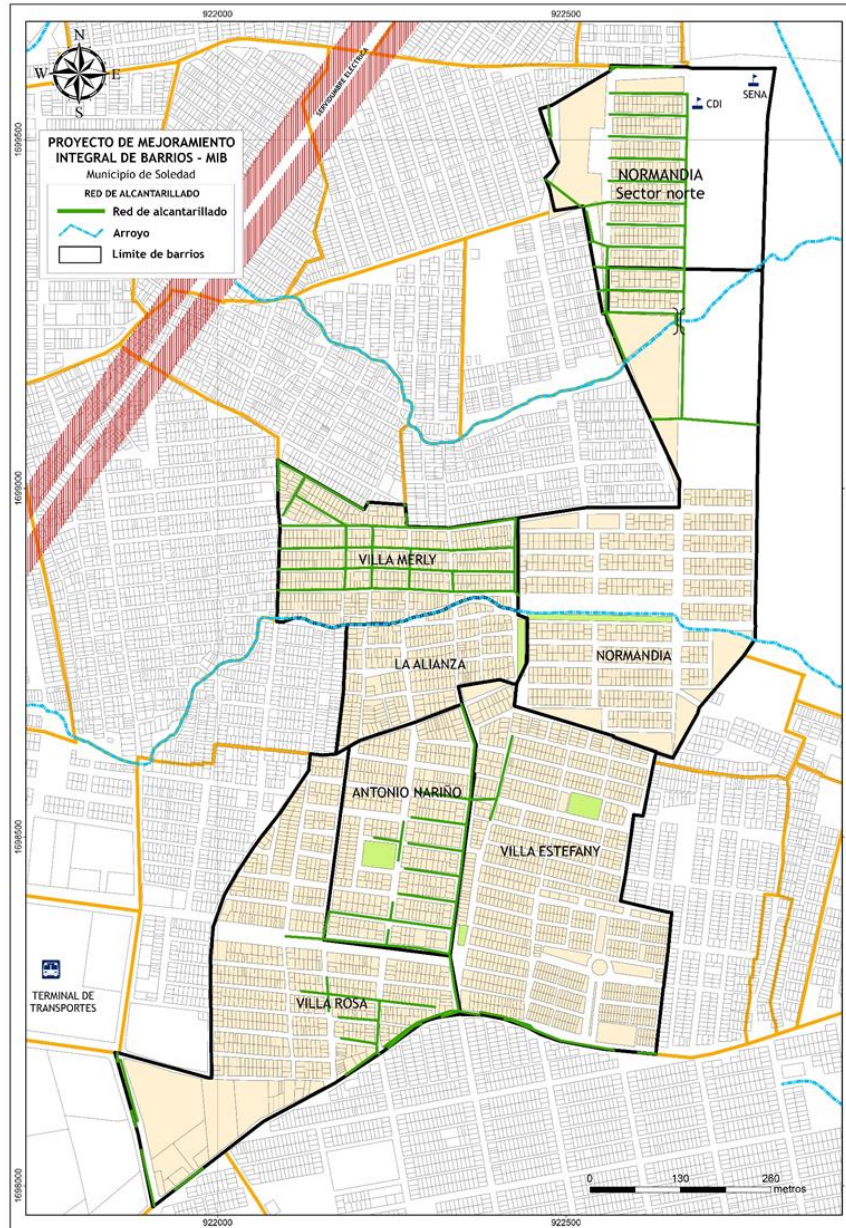 922000
922500
N
W E
S
SERVIDUMBRE ELECTRICA
SENA
CDI
1699500
PROYECTO DE MEJORAMIENTO
INTEGRAL DE BARRIOS - MIB
Municipio de Soledad
RED DE ALCANTARILLADO
Red de alcantarillado
Arroyo
Límite de barrios
NORMANDIA
Sector norte
1699000
VILLA MERLY
LA ALIANZA
NORMANDIA
ANTONIO NARIÑO
1698500
VILLA ESTEFANY
TERMINAL DE
TRANSPORTES
VILLA ROSA
1698000
0 130 260
metros
922000
922500